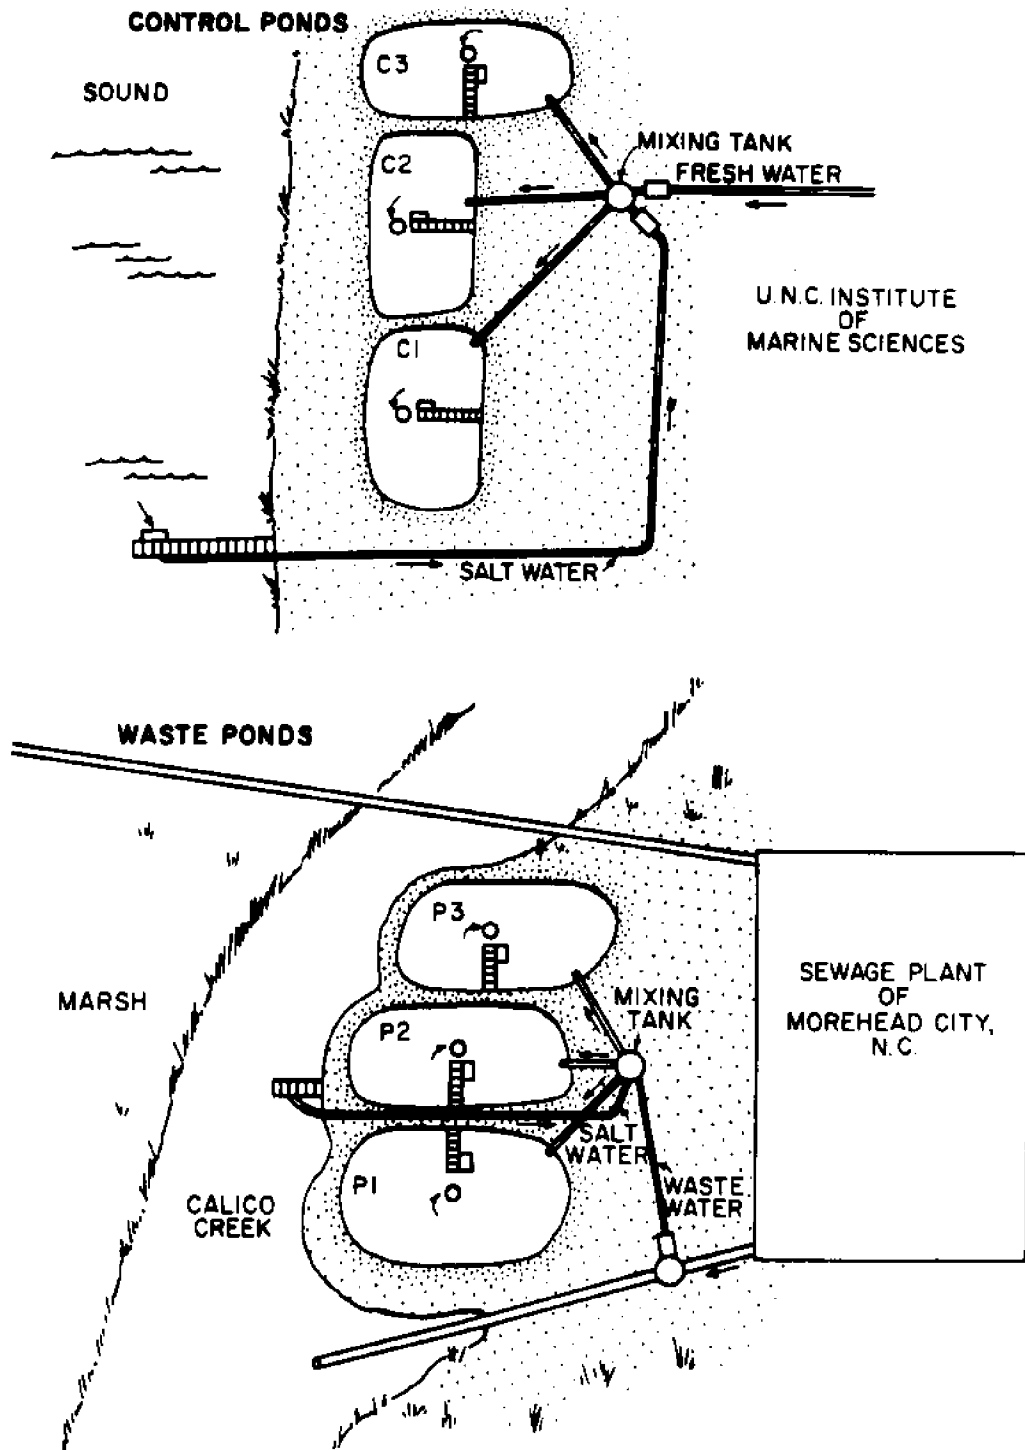 CONTROL PONDS
SOUND
C3
C2
C1
MIXING TANK
FRESH WATER
U.N.C. INSTITUTE
OF
MARINE SCIENCES
SALT WATER
WASTE PONDS
P3
P2
P1
MARSH
MIXING
TANK
SALT
WATER
WASTE
WATER
CALICO
CREEK
SEWAGE PLANT
OF
MOREHEAD CITY,
N.C.